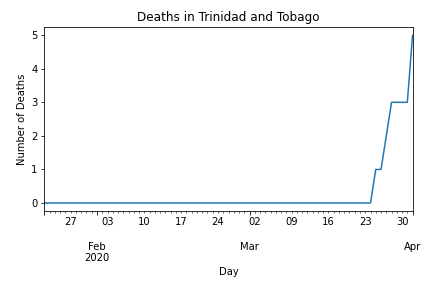 Deaths in Trinidad and Tobago
5
4
3
2
1
0
Number of Deaths
27 03 10 17 24 02 09 16 23 30
Feb Mar Apr
2020
Day